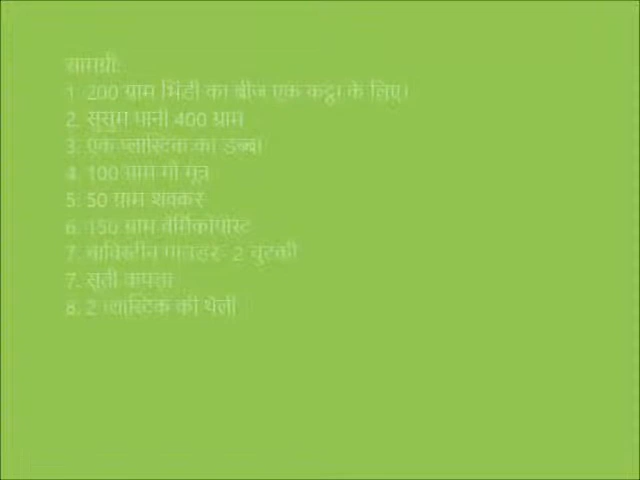 सामग्री:
1. 200 ग्राम भिंडी का बीज एक कट्ठा के लिए।
2. सुसुम पानी 400 ग्राम
3. एक प्लास्टिक का डब्बा
4. 100 ग्राम गो मूत्र
5. 50 ग्राम शक्कर
6. 150 ग्राम वर्मिकोपोस्ट
7. बाविस्टीन पाउडर- 2 चुटकी
7. सूती कपड़ा
8. 2 प्लास्टिक की थैली